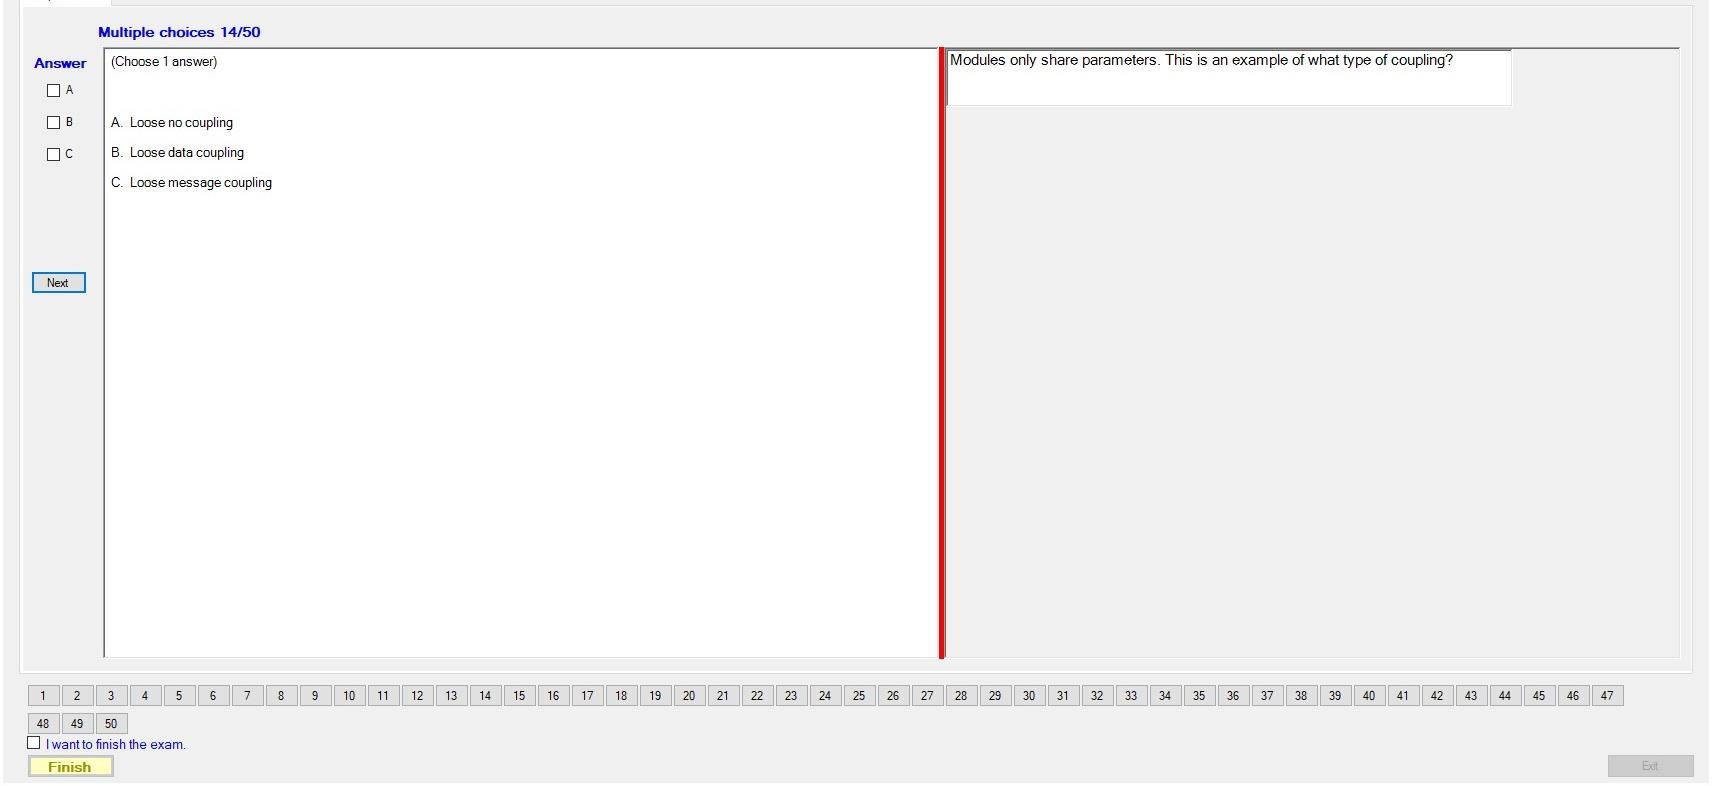 Multiple choices 14/50
Answer
(Choose 1 answer)
Modules only share parameters. This is an example of what type of coupling?
A
B
C
A. Loose no coupling
B. Loose data coupling
C. Loose message coupling
Next
1 2 3 4 5 6 7 8 9 10 11 12 13 14 15 16 17 18 19 20 21 22 23 24 25 26 27 28 29 30 31 32 33 34 35 36 37 38 39 40 41 42 43 44 45 46 47
48 49 50
I want to finish the exam.
Finish
Exit